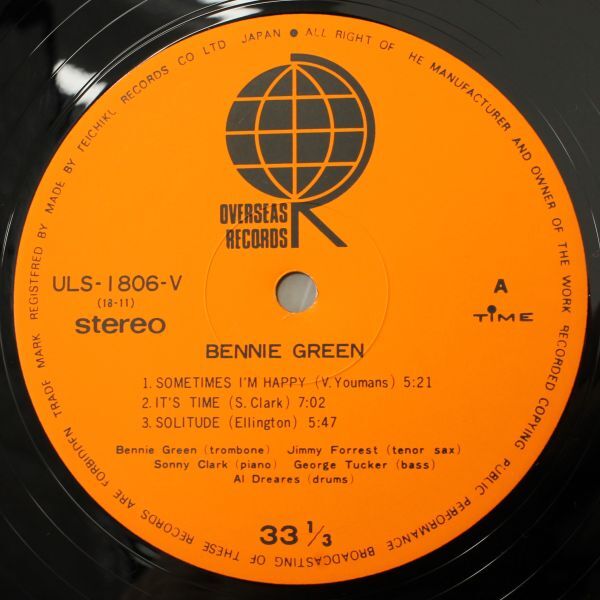 TRADE MARK REGISTERED BY MADE BY TEICHIKU RECORDS CO LTD JAPAN ● ALL RIGHT OF HE MANUFACTURER AND OWNER OF THE WORK RECORDED COPYING PUBLIC PERFORMANCE BROADCASTING OF THESE RECORDS ARE FORBIDDEN
OVERSEAS
RECORDS
ULS-1806-V
(18-11)
stereo
A
TIME
BENNIE GREEN
1. SOMETIMES I'M HAPPY (V. Youmans) 5:21
2. IT'S TIME (S. Clark) 7:02
3. SOLITUDE (Ellington) 5:47
Bennie Green (trombone) Jimmy Forrest (tenor sax)
Sonny Clark (piano) George Tucker (bass)
Al Dreares (drums)
33 1/3